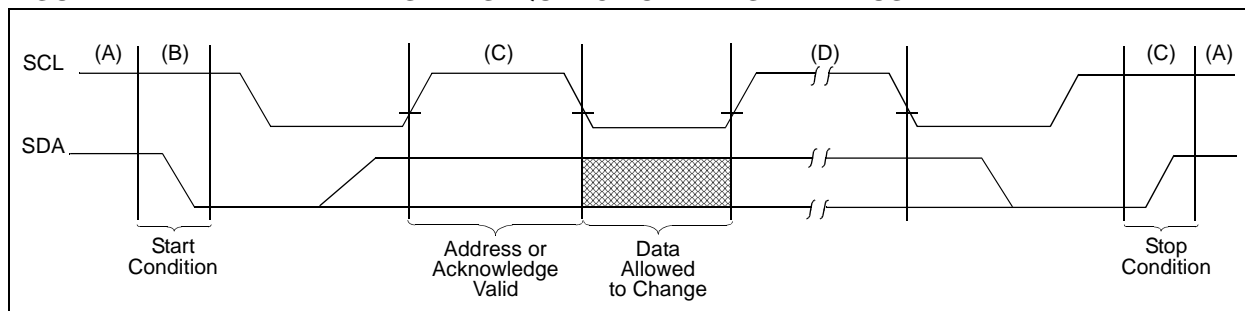 (A) (B) (C) (D) (C) (A)
SCL
SDA
Start
Condition
Address or
Acknowledge
Valid
Data
Allowed
to Change
Stop
Condition